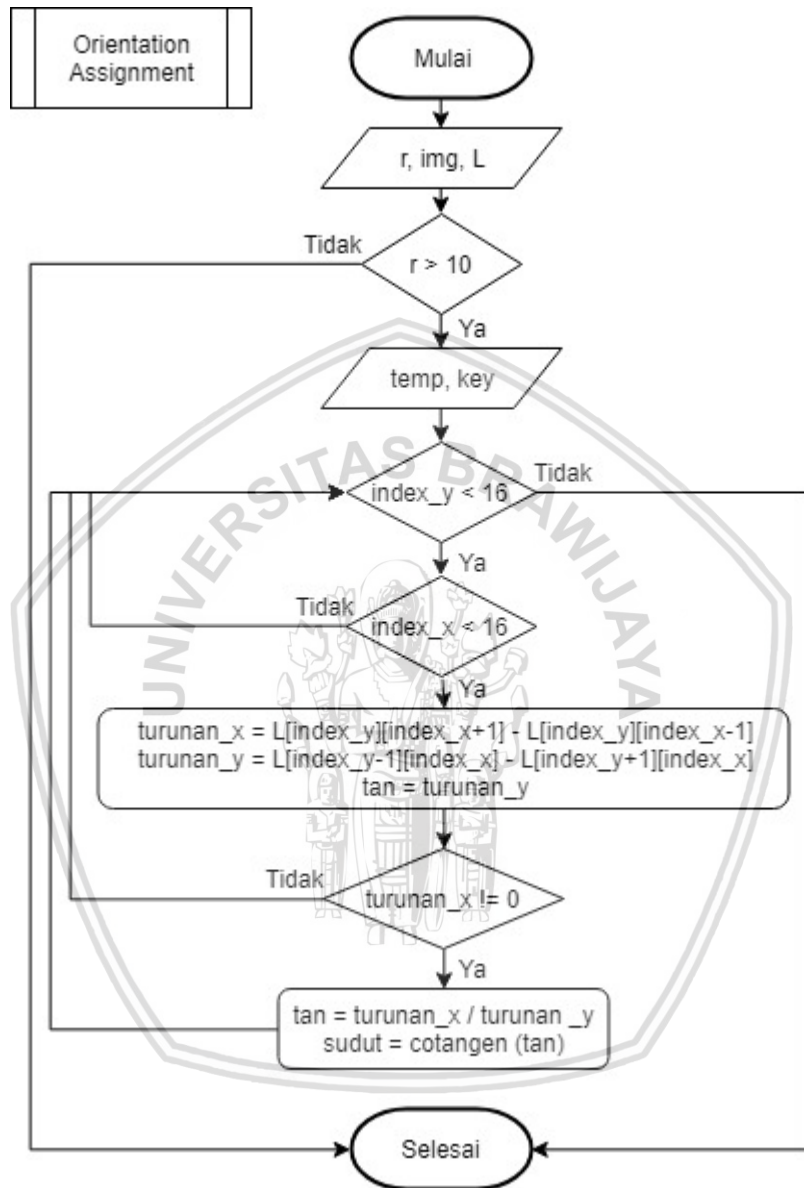 Orientation
Assignment
Mulai
r, img, L
Tidak
r > 10
Ya
temp, key
UNIVERSITAS BRAWIJAYA
Tidak
index_y < 16
Ya
Tidak
index_x < 16
Ya
turunan_x = L[index_y][index_x+1] - L[index_y][index_x-1]
turunan_y = L[index_y-1][index_x] - L[index_y+1][index_x]
tan = turunan_y
Tidak
turunan_x != 0
Ya
tan = turunan_x / turunan _y
sudut = cotangen (tan)
Selesai